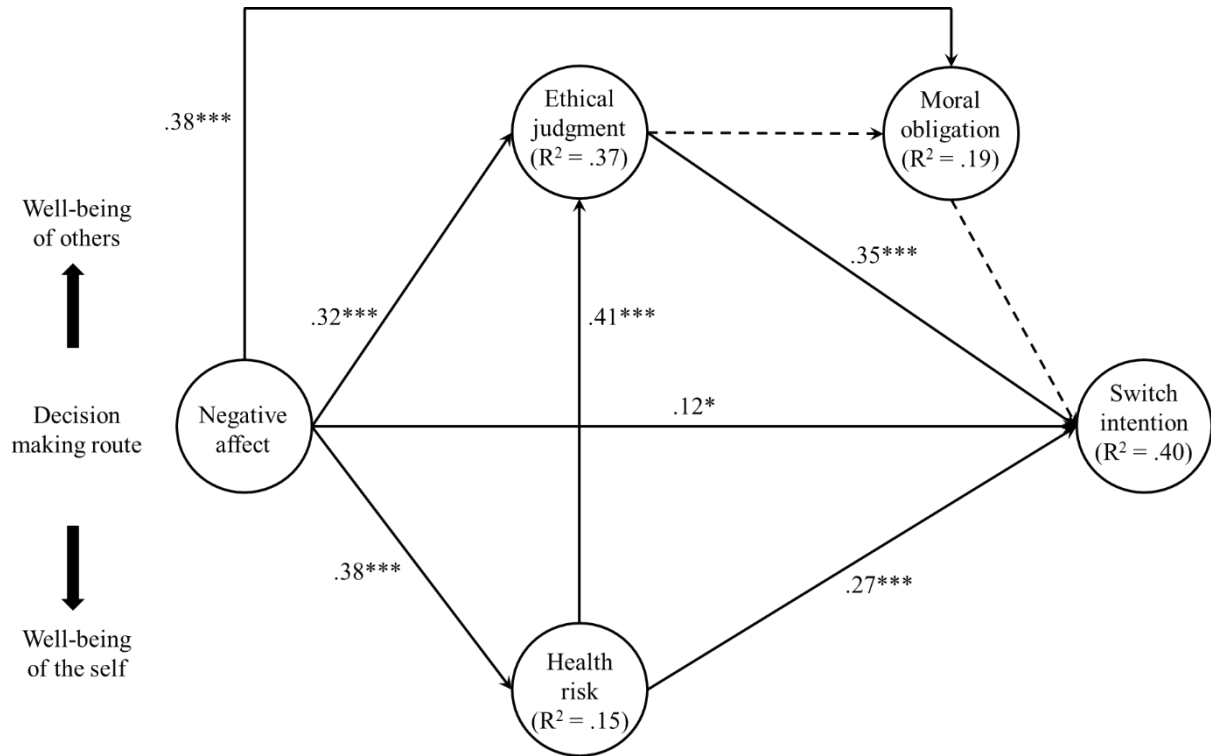 Ethical
judgment
(R² = .37)
Moral
obligation
(R² = .19)
.38***
Well-being
of others
.35***
.32***
.41***
Decision
making route
Negative
affect
.12*
Switch
intention
(R² = .40)
.38***
.27***
Well-being
of the self
Health
risk
(R² = .15)